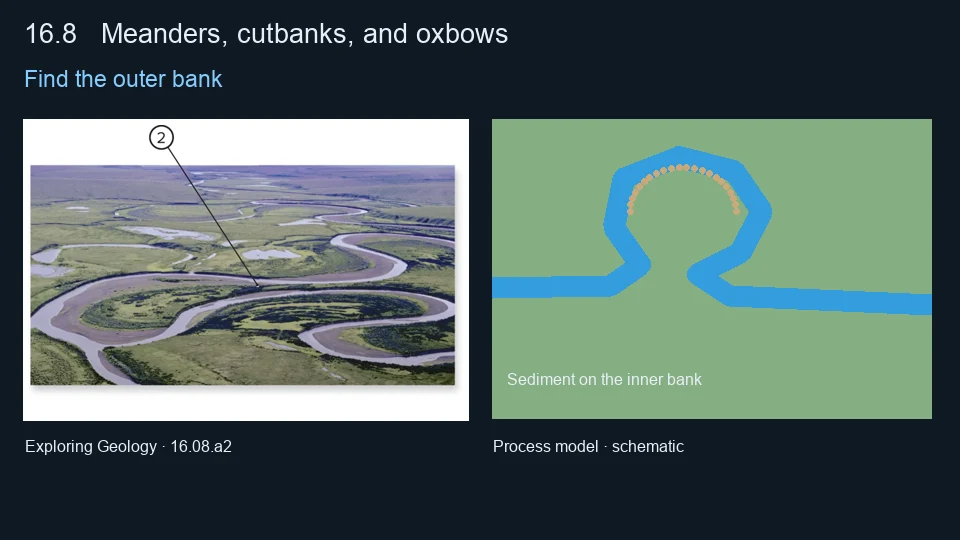 16.8 Meanders, cutbanks, and oxbows
Find the outer bank
2
Sediment on the inner bank
Exploring Geology · 16.08.a2
Process model · schematic